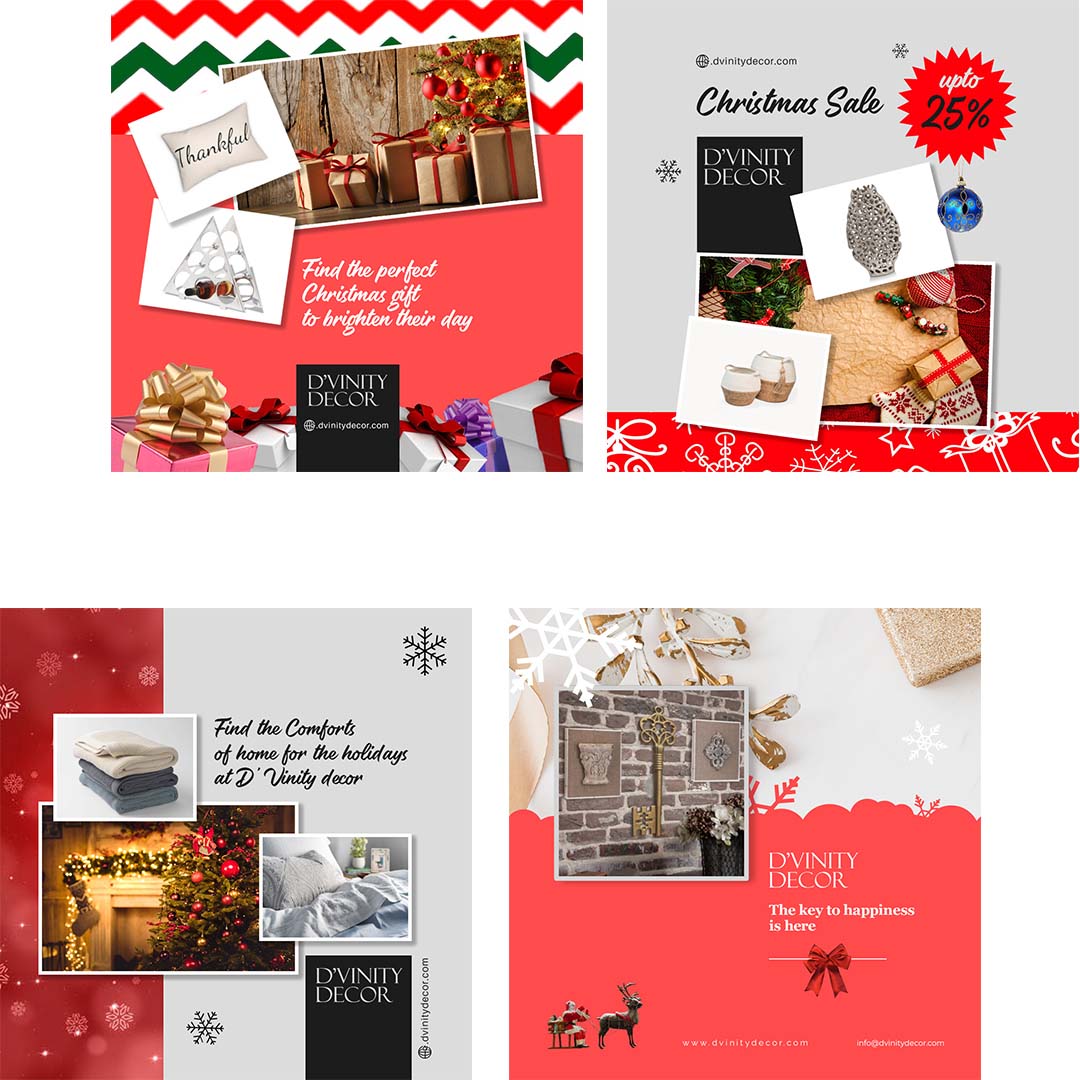 Thankful
Find the perfect
Christmas gift
to brighten their day
D'VINITY
DECOR
.dvinitydecor.com
.dvinitydecor.com
Christmas Sale
upto
25%
D'VINITY
DECOR
Find the Comforts
of home for the holidays
at D' Vinity decor
D'VINITY
DECOR
.dvinitydecor.com
D'VINITY
DECOR
The key to happiness
is here
www.dvinitydecor.com
info@dvinitydecor.com